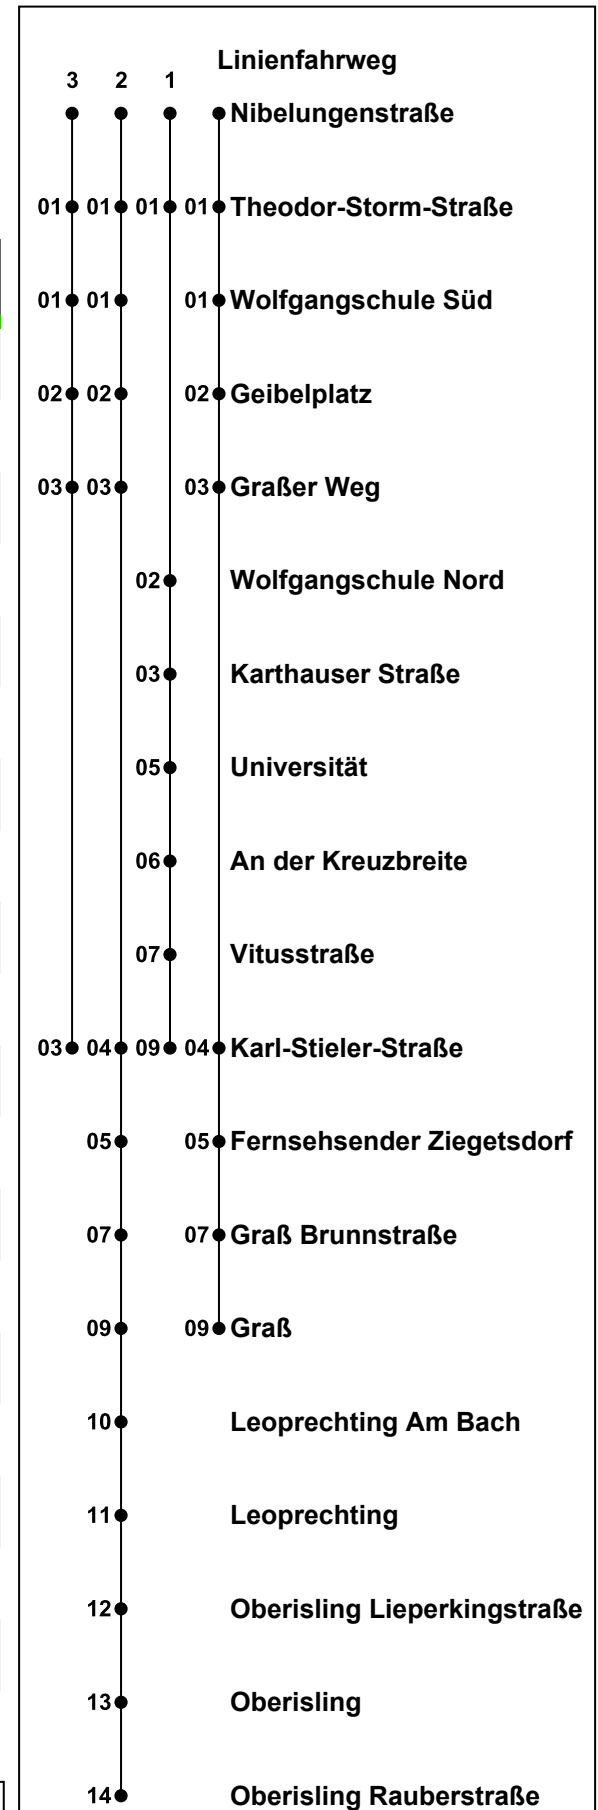 Linienfahrweg
3 2 1
Nibelungenstraße
01 01 01 01 Theodor-Storm-Straße
01 01 01 Wolfgangschule Süd
02 02 02 Geibelplatz
03 03 03 Graßer Weg
02 Wolfgangschule Nord
03 Karthauser Straße
05 Universität
06 An der Kreuzbreite
07 Vitusstraße
03 04 09 04 Karl-Stieler-Straße
05 05 Fernsehsender Ziegetsdorf
07 07 Graß Brunnstraße
09 09 Graß
10 Leoprechting Am Bach
11 Leoprechting
12 Oberisling Lieperkingstraße
13 Oberisling
14 Oberisling Rauberstraße